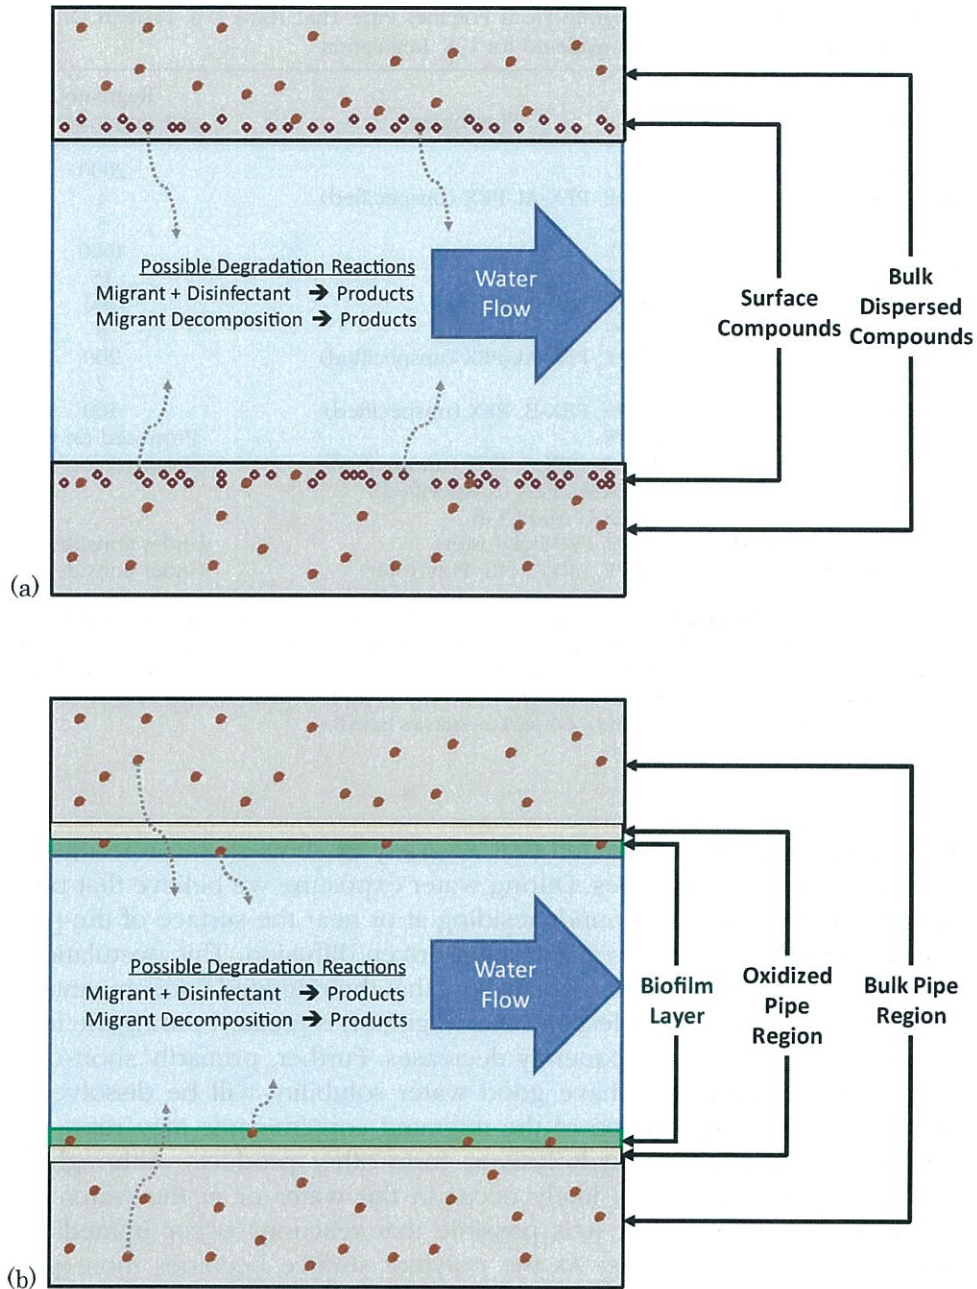 Possible Degradation Reactions
Migrant + Disinfectant ➔ Products
Migrant Decomposition ➔ Products
Water
Flow
Surface
Compounds
Bulk
Dispersed
Compounds
(a)
Possible Degradation Reactions
Migrant + Disinfectant ➔ Products
Migrant Decomposition ➔ Products
Water
Flow
Biofilm
Layer
Oxidized
Pipe
Region
Bulk Pipe
Region
(b)